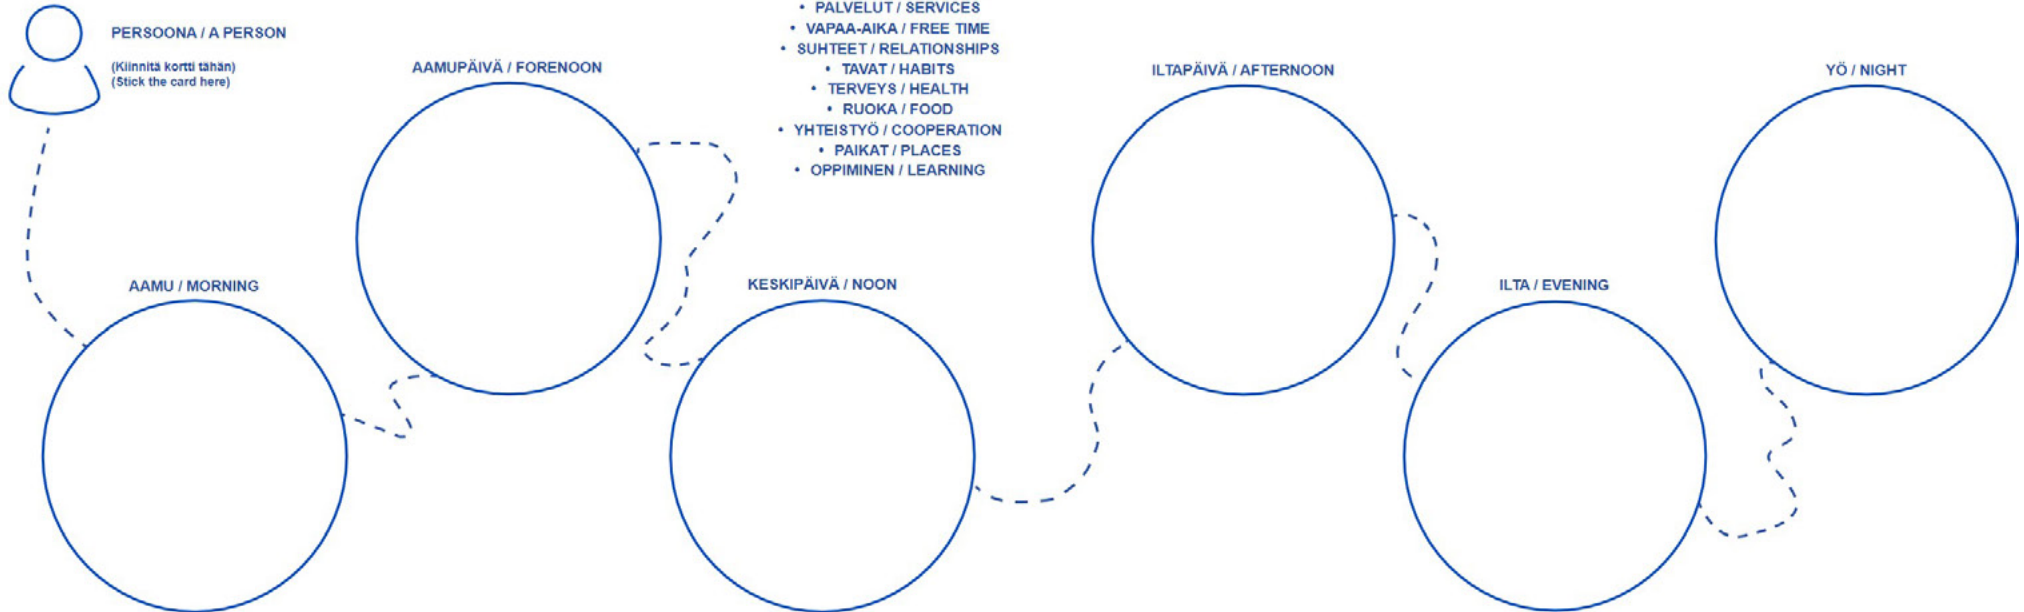 PERSOONA / A PERSON
(Kiinnitä kortti tähän)
(Stick the card here)
• PALVELUT / SERVICES
• VAPAA-AIKA / FREE TIME
• SUHTEET / RELATIONSHIPS
• TAVAT / HABITS
• TERVEYS / HEALTH
• RUOKA / FOOD
• YHTEISTYÖ / COOPERATION
• PAIKAT / PLACES
• OPPIMINEN / LEARNING
AAMU / MORNING
AAMUPÄIVÄ / FORENOON
KESKIPÄIVÄ / NOON
ILTAPÄIVÄ / AFTERNOON
ILTA / EVENING
YÖ / NIGHT